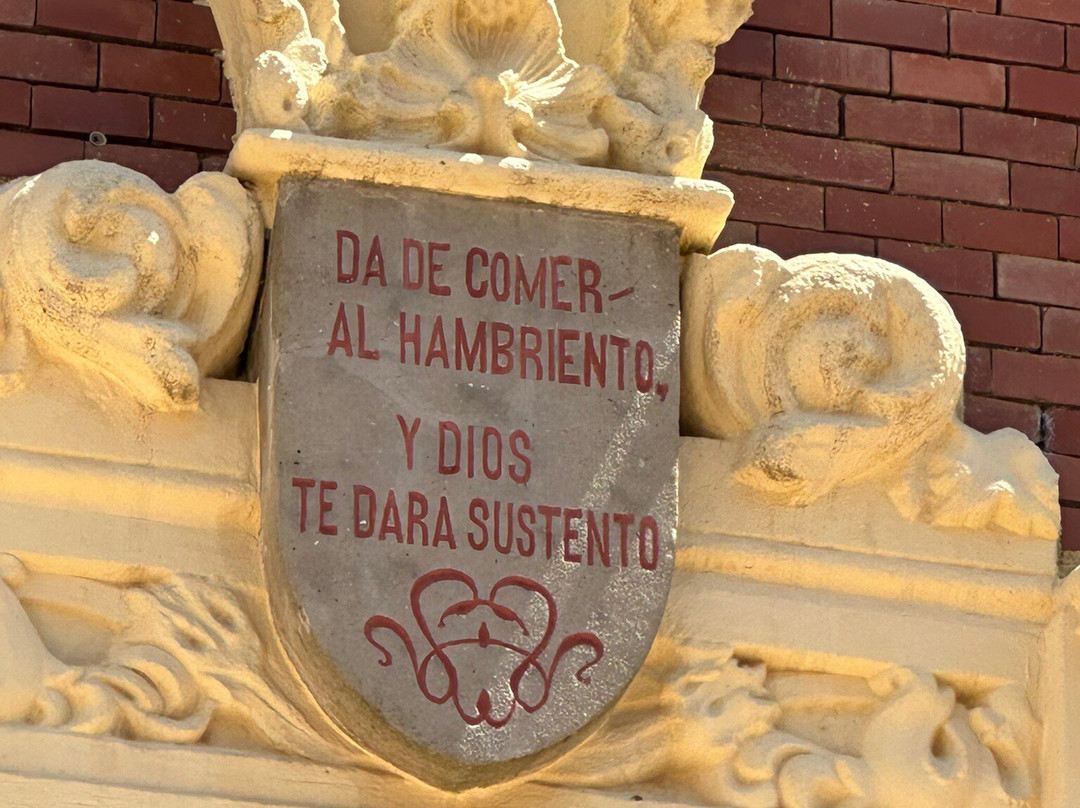 DA DE COMER-
AL HAMBRIENTO,
Y DIOS
TE DARA SUSTENTO